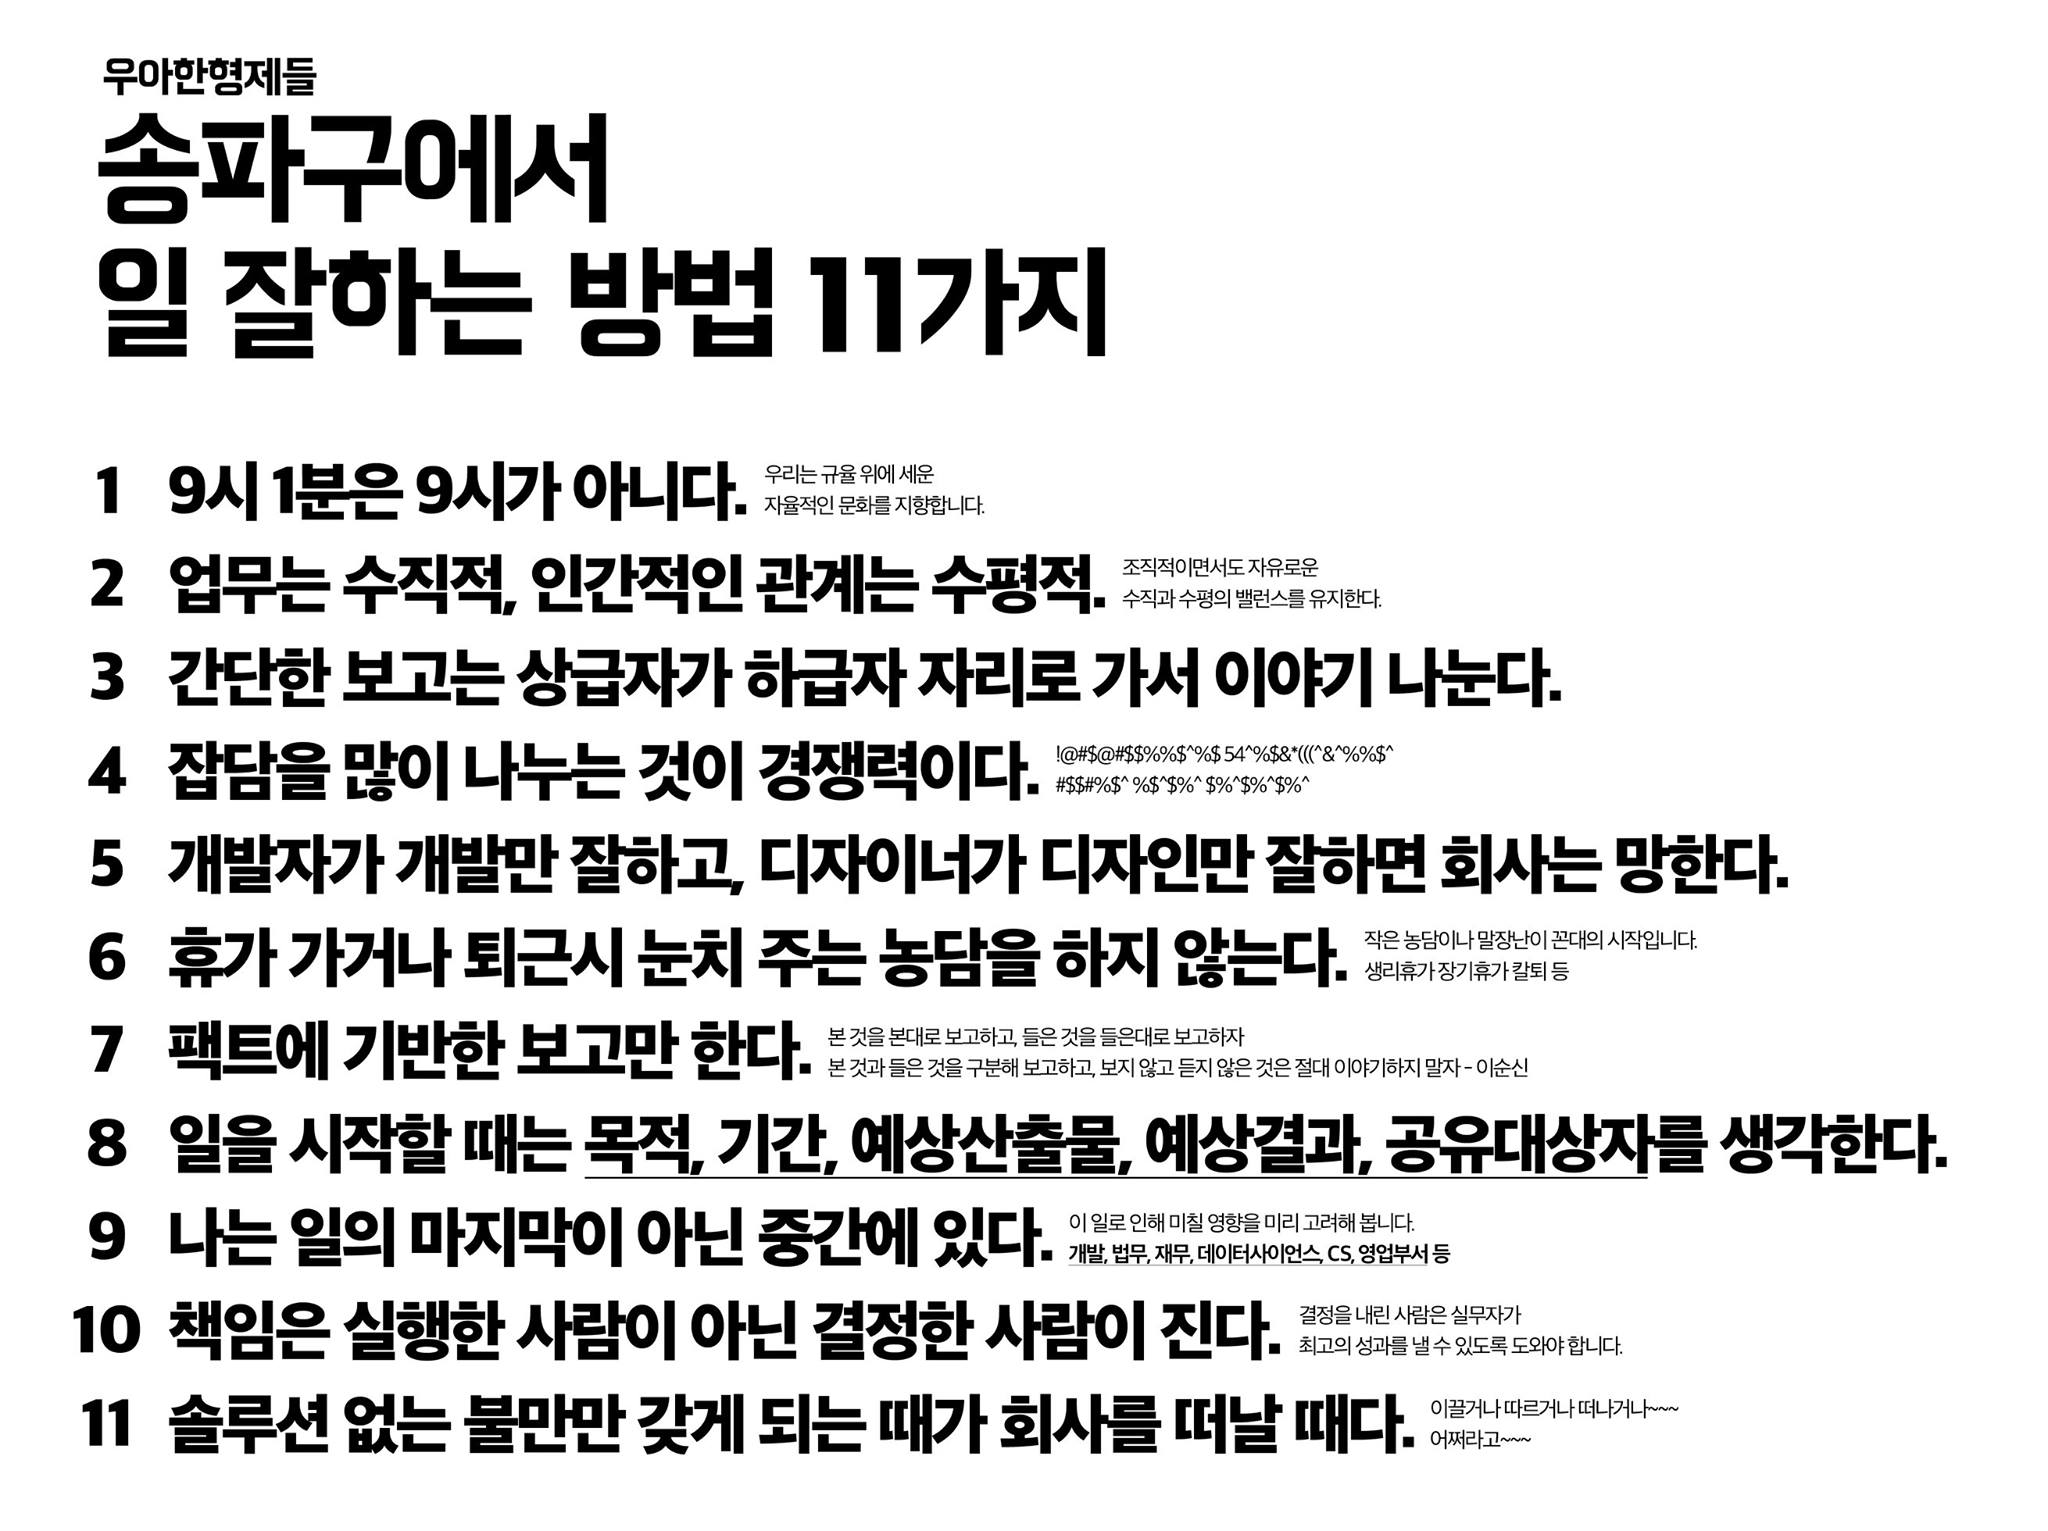 우아한형제들
송파구에서
일 잘하는 방법 11가지
1 9시 1분은 9시가 아니다.
우리는 규율 위에 세운
자율적인 문화를 지향합니다.
2 업무는 수직적, 인간적인 관계는 수평적.
조직적이면서도 자유로운
수직과 수평의 밸런스를 유지한다.
3 간단한 보고는 상급자가 하급자 자리로 가서 이야기 나눈다.
4 잡담을 많이 나누는 것이 경쟁력이다.
!@#$@#$$%%$^%$ 54^%$&*(((^&^%%$^
#$$#%$^ %$^$%^ $%^$%^$%^
5 개발자가 개발만 잘하고, 디자이너가 디자인만 잘하면 회사는 망한다.
6 휴가 가거나 퇴근시 눈치 주는 농담을 하지 않는다.
작은 농담이나 말장난이 꼰대의 시작입니다.
생리휴가 장기휴가 칼퇴 등
7 팩트에 기반한 보고만 한다.
본 것을 본대로 보고하고, 들은 것을 들은대로 보고하자
본 것과 들은 것을 구분해 보고하고, 보지 않고 듣지 않은 것은 절대 이야기하지 말자 - 이순신
8 일을 시작할 때는 목적, 기간, 예상산출물, 예상결과, 공유대상자를 생각한다.
9 나는 일의 마지막이 아닌 중간에 있다.
이 일로 인해 미칠 영향을 미리 고려해 봅니다.
개발, 법무, 재무, 데이터사이언스, CS, 영업부서 등
10 책임은 실행한 사람이 아닌 결정한 사람이 진다.
결정을 내린 사람은 실무자가
최고의 성과를 낼 수 있도록 도와야 합니다.
11 솔루션 없는 불만만 갖게 되는 때가 회사를 떠날 때다.
이끌거나 따르거나 떠나거나~~~
어쩌라고~~~